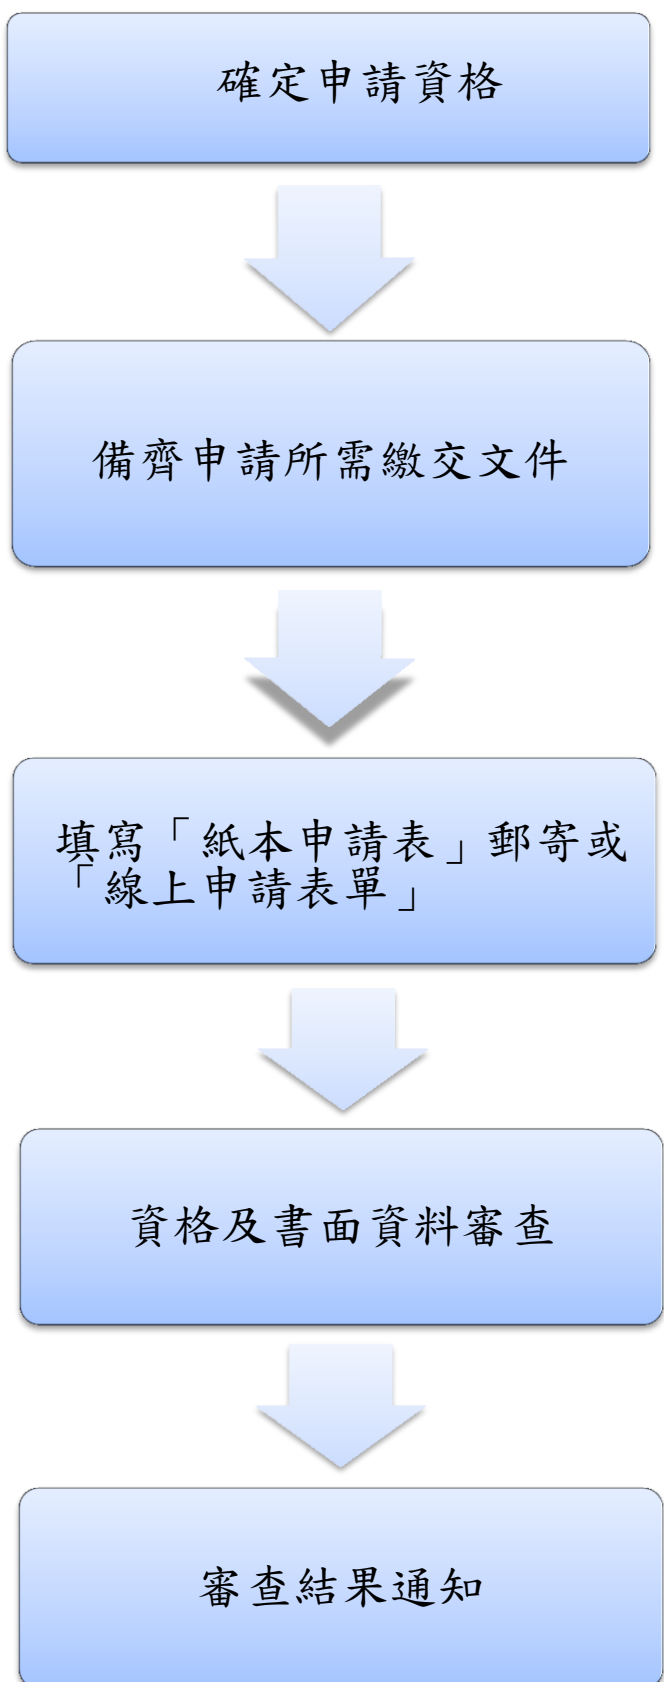 確定申請資格
備齊申請所需繳交文件
填寫「紙本申請表」郵寄或
「線上申請表單」
資格及書面資料審查
審查結果通知